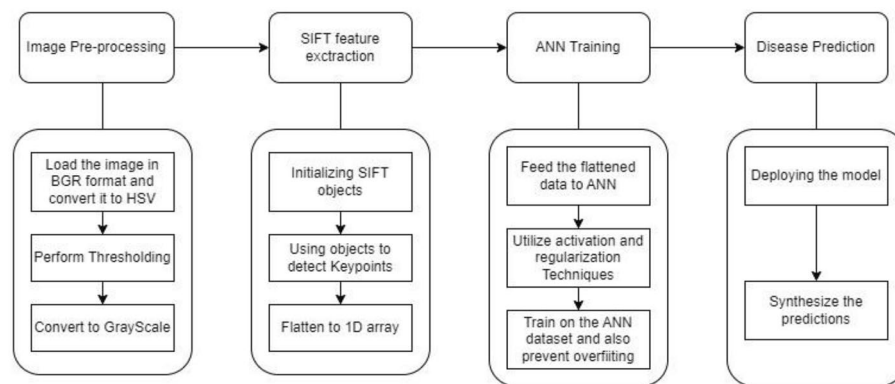 Image Pre-processing
SIFT feature
exctraction
ANN Training
Disease Prediction
Load the image in
BGR format and
convert it to HSV
Perform Thresholding
Convert to GrayScale
Initializing SIFT
objects
Using objects to
detect Keypoints
Flatten to 1D array
Feed the flattened
data to ANN
Utilize activation and
regularization
Techniques
Train on the ANN
dataset and also
prevent overfiiting
Deploying the model
Synthesize the
predictions